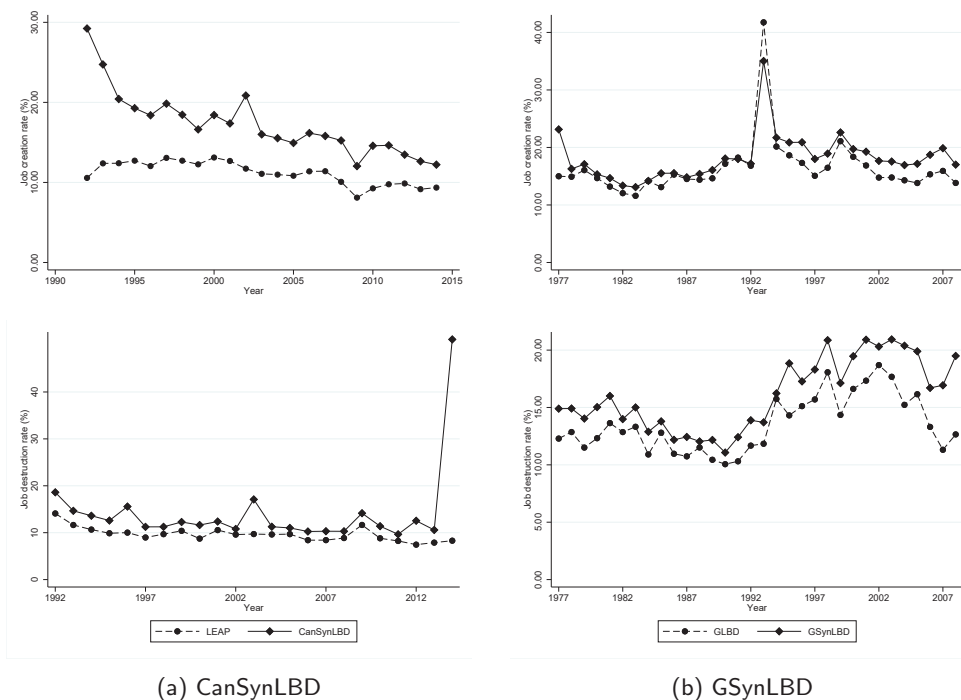 Job creation rate (%)
0.00 10.00 20.00 30.00
1990 1995 2000 2005 2010 2015
Year
Job creation rate (%)
0.00 10.00 20.00 30.00 40.00
1977 1982 1987 1992 1997 2002 2007
Year
Job destruction rate (%)
0 10 20 30 40
1992 1997 2002 2007 2012
Year
LEAP CanSynLBD
Job destruction rate (%)
0.00 5.00 10.00 15.00 20.00
1977 1982 1987 1992 1997 2002 2007
Year
GLBD GSynLBD
(a) CanSynLBD
(b) GSynLBD